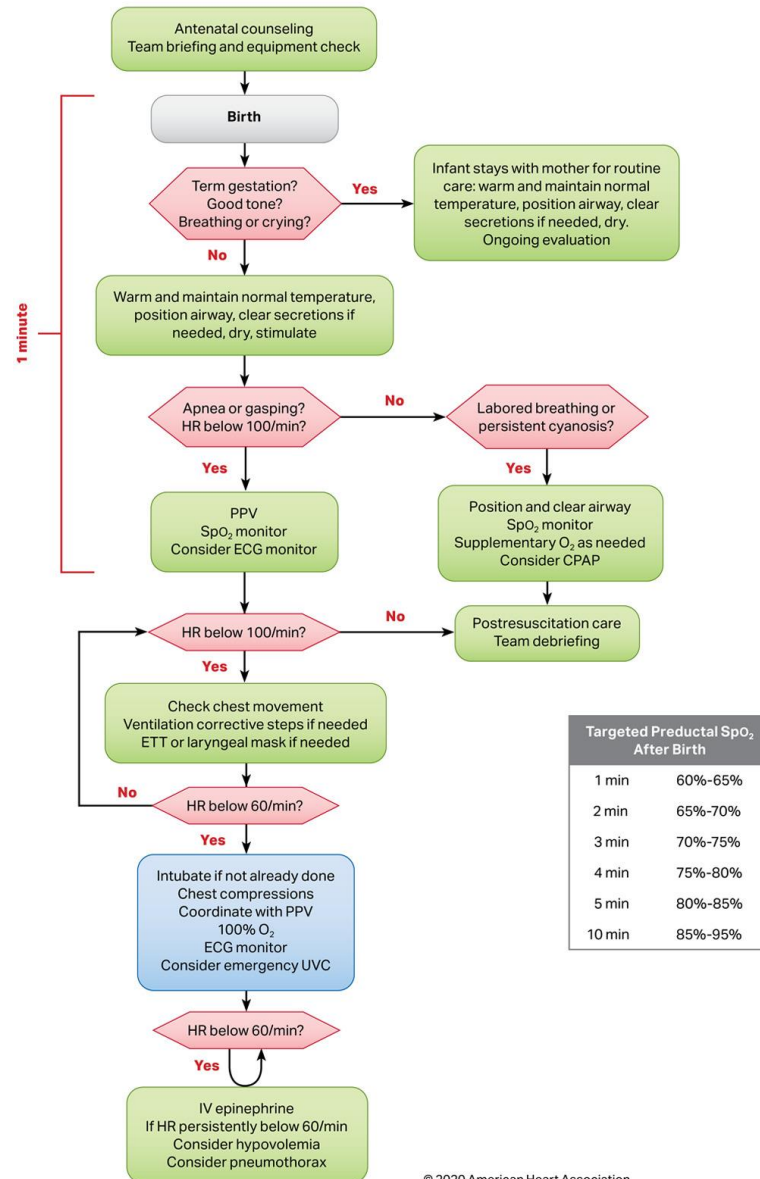 Antenatal counseling
Team briefing and equipment check
Birth
Term gestation?
Good tone?
Breathing or crying?
Yes
Infant stays with mother for routine
care: warm and maintain normal
temperature, position airway, clear
secretions if needed, dry.
Ongoing evaluation
No
Warm and maintain normal temperature,
position airway, clear secretions if
needed, dry, stimulate
1 minute
Apnea or gasping?
HR below 100/min?
No
Labored breathing or
persistent cyanosis?
Yes
Yes
PPV
SpO₂ monitor
Consider ECG monitor
Position and clear airway
SpO₂ monitor
Supplementary O₂ as needed
Consider CPAP
HR below 100/min?
No
Postresuscitation care
Team debriefing
Yes
Check chest movement
Ventilation corrective steps if needed
ETT or laryngeal mask if needed
No
HR below 60/min?
Yes
Intubate if not already done
Chest compressions
Coordinate with PPV
100% O₂
ECG monitor
Consider emergency UVC
HR below 60/min?
Yes
IV epinephrine
If HR persistently below 60/min
Consider hypovolemia
Consider pneumothorax
Targeted Preductal SpO₂
After Birth
1 min 60%-65%
2 min 65%-70%
3 min 70%-75%
4 min 75%-80%
5 min 80%-85%
10 min 85%-95%
© 2020 American Heart Association